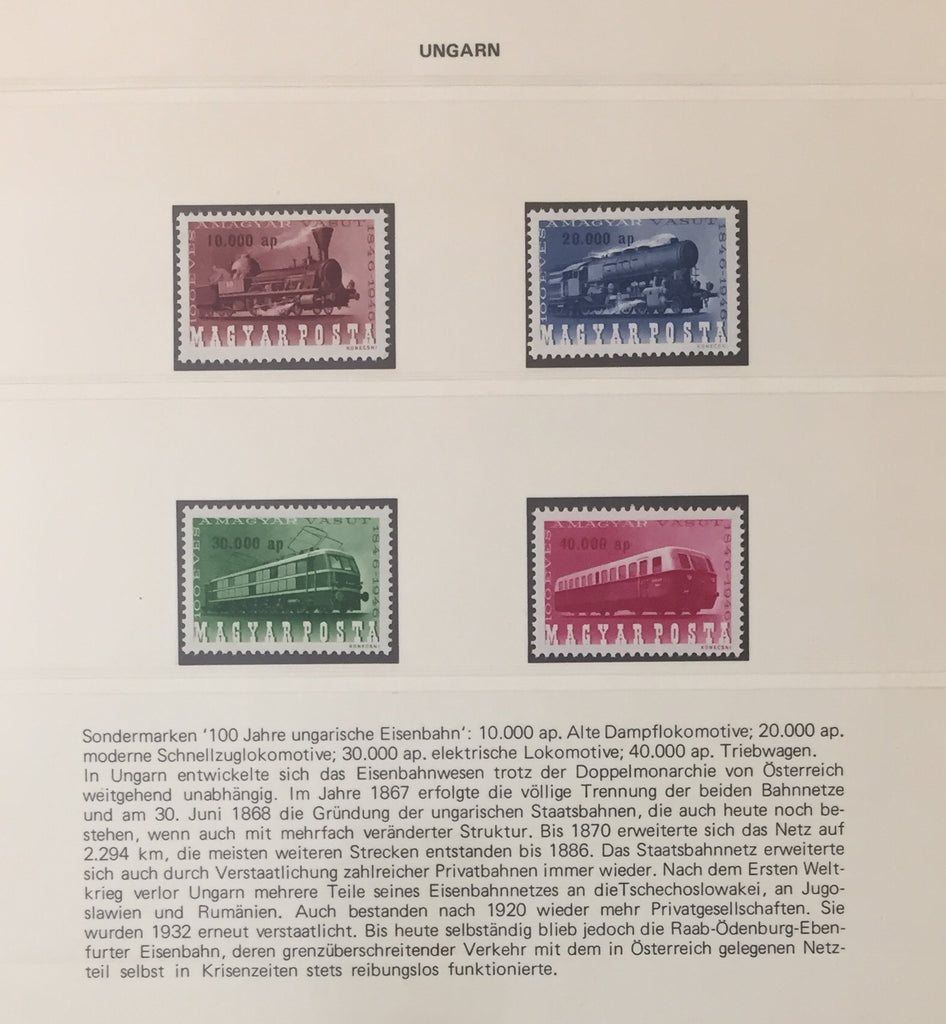 UNGARN
100 ÉVES A MAGYAR VASUT 1846-1946
10.000 ap
MAGYAR POSTA
KONECSNI
100 ÉVES A MAGYAR VASUT 1846-1946
20.000 ap
MAGYAR POSTA
KONECSNI
100 ÉVES A MAGYAR VASUT 1846-1946
30.000 ap
MAGYAR POSTA
KONECSNI
100 ÉVES A MAGYAR VASUT 1846-1946
40.000 ap
MAGYAR POSTA
KONECSNI
Sondermarken '100 Jahre ungarische Eisenbahn': 10.000 ap. Alte Dampflokomotive; 20.000 ap.
moderne Schnellzuglokomotive; 30.000 ap. elektrische Lokomotive; 40.000 ap. Triebwagen.
In Ungarn entwickelte sich das Eisenbahnwesen trotz der Doppelmonarchie von Österreich
weitgehend unabhängig. Im Jahre 1867 erfolgte die völlige Trennung der beiden Bahnnetze
und am 30. Juni 1868 die Gründung der ungarischen Staatsbahnen, die auch heute noch be-
stehen, wenn auch mit mehrfach veränderter Struktur. Bis 1870 erweiterte sich das Netz auf
2.294 km, die meisten weiteren Strecken entstanden bis 1886. Das Staatsbahnnetz erweiterte
sich auch durch Verstaatlichung zahlreicher Privatbahnen immer wieder. Nach dem Ersten Welt-
krieg verlor Ungarn mehrere Teile seines Eisenbahnnetzes an dieTschechoslowakei, an Jugo-
slawien und Rumänien. Auch bestanden nach 1920 wieder mehr Privatgesellschaften. Sie
wurden 1932 erneut verstaatlicht. Bis heute selbständig blieb jedoch die Raab-Ödenburg-Eben-
furter Eisenbahn, deren grenzüberschreitender Verkehr mit dem in Österreich gelegenen Netz-
teil selbst in Krisenzeiten stets reibungslos funktionierte.